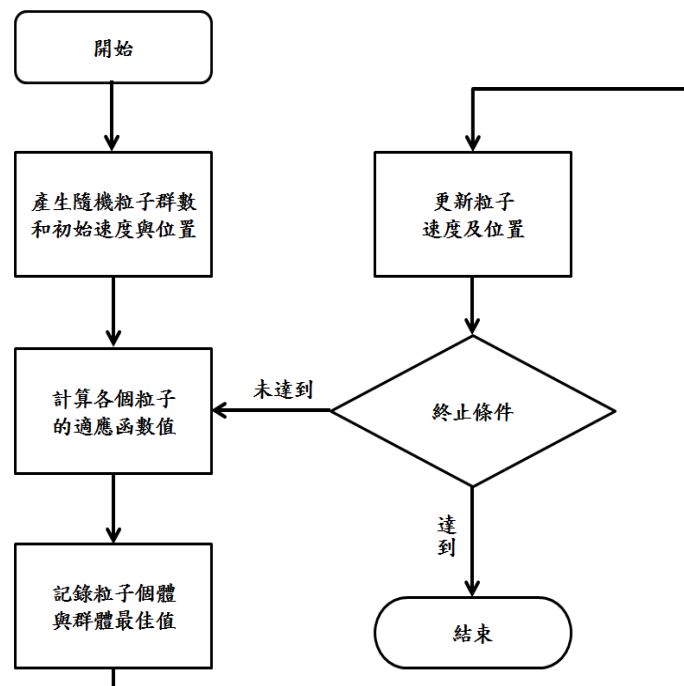 開始
產生隨機粒子群數
和初始速度與位置
計算各個粒子
的適應函數值
記錄粒子個體
與群體最佳值
更新粒子
速度及位置
終止條件
未達到
達
到
結束